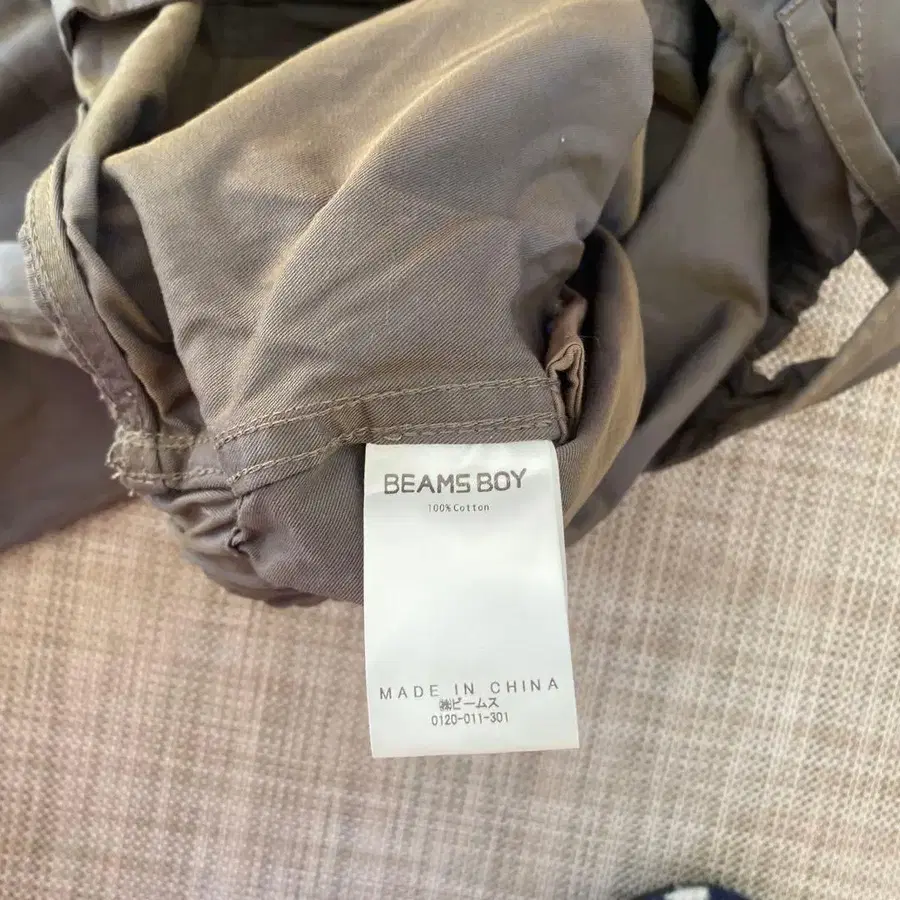 BEAMS BOY
100% Cotton
MADE IN CHINA
㈱ビームス
0120-011-301